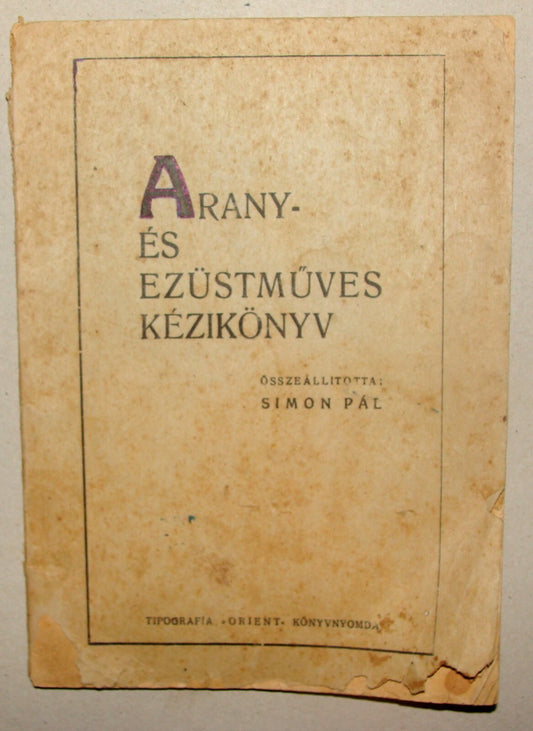 ARANY-
ÉS
EZÜSTMŰVES
KÉZIKÖNYV
ÖSSZEÁLLITOTTA:
SIMON PÁL
TIPOGRAFIA «ORIENT» KÖNYVNYOMDA